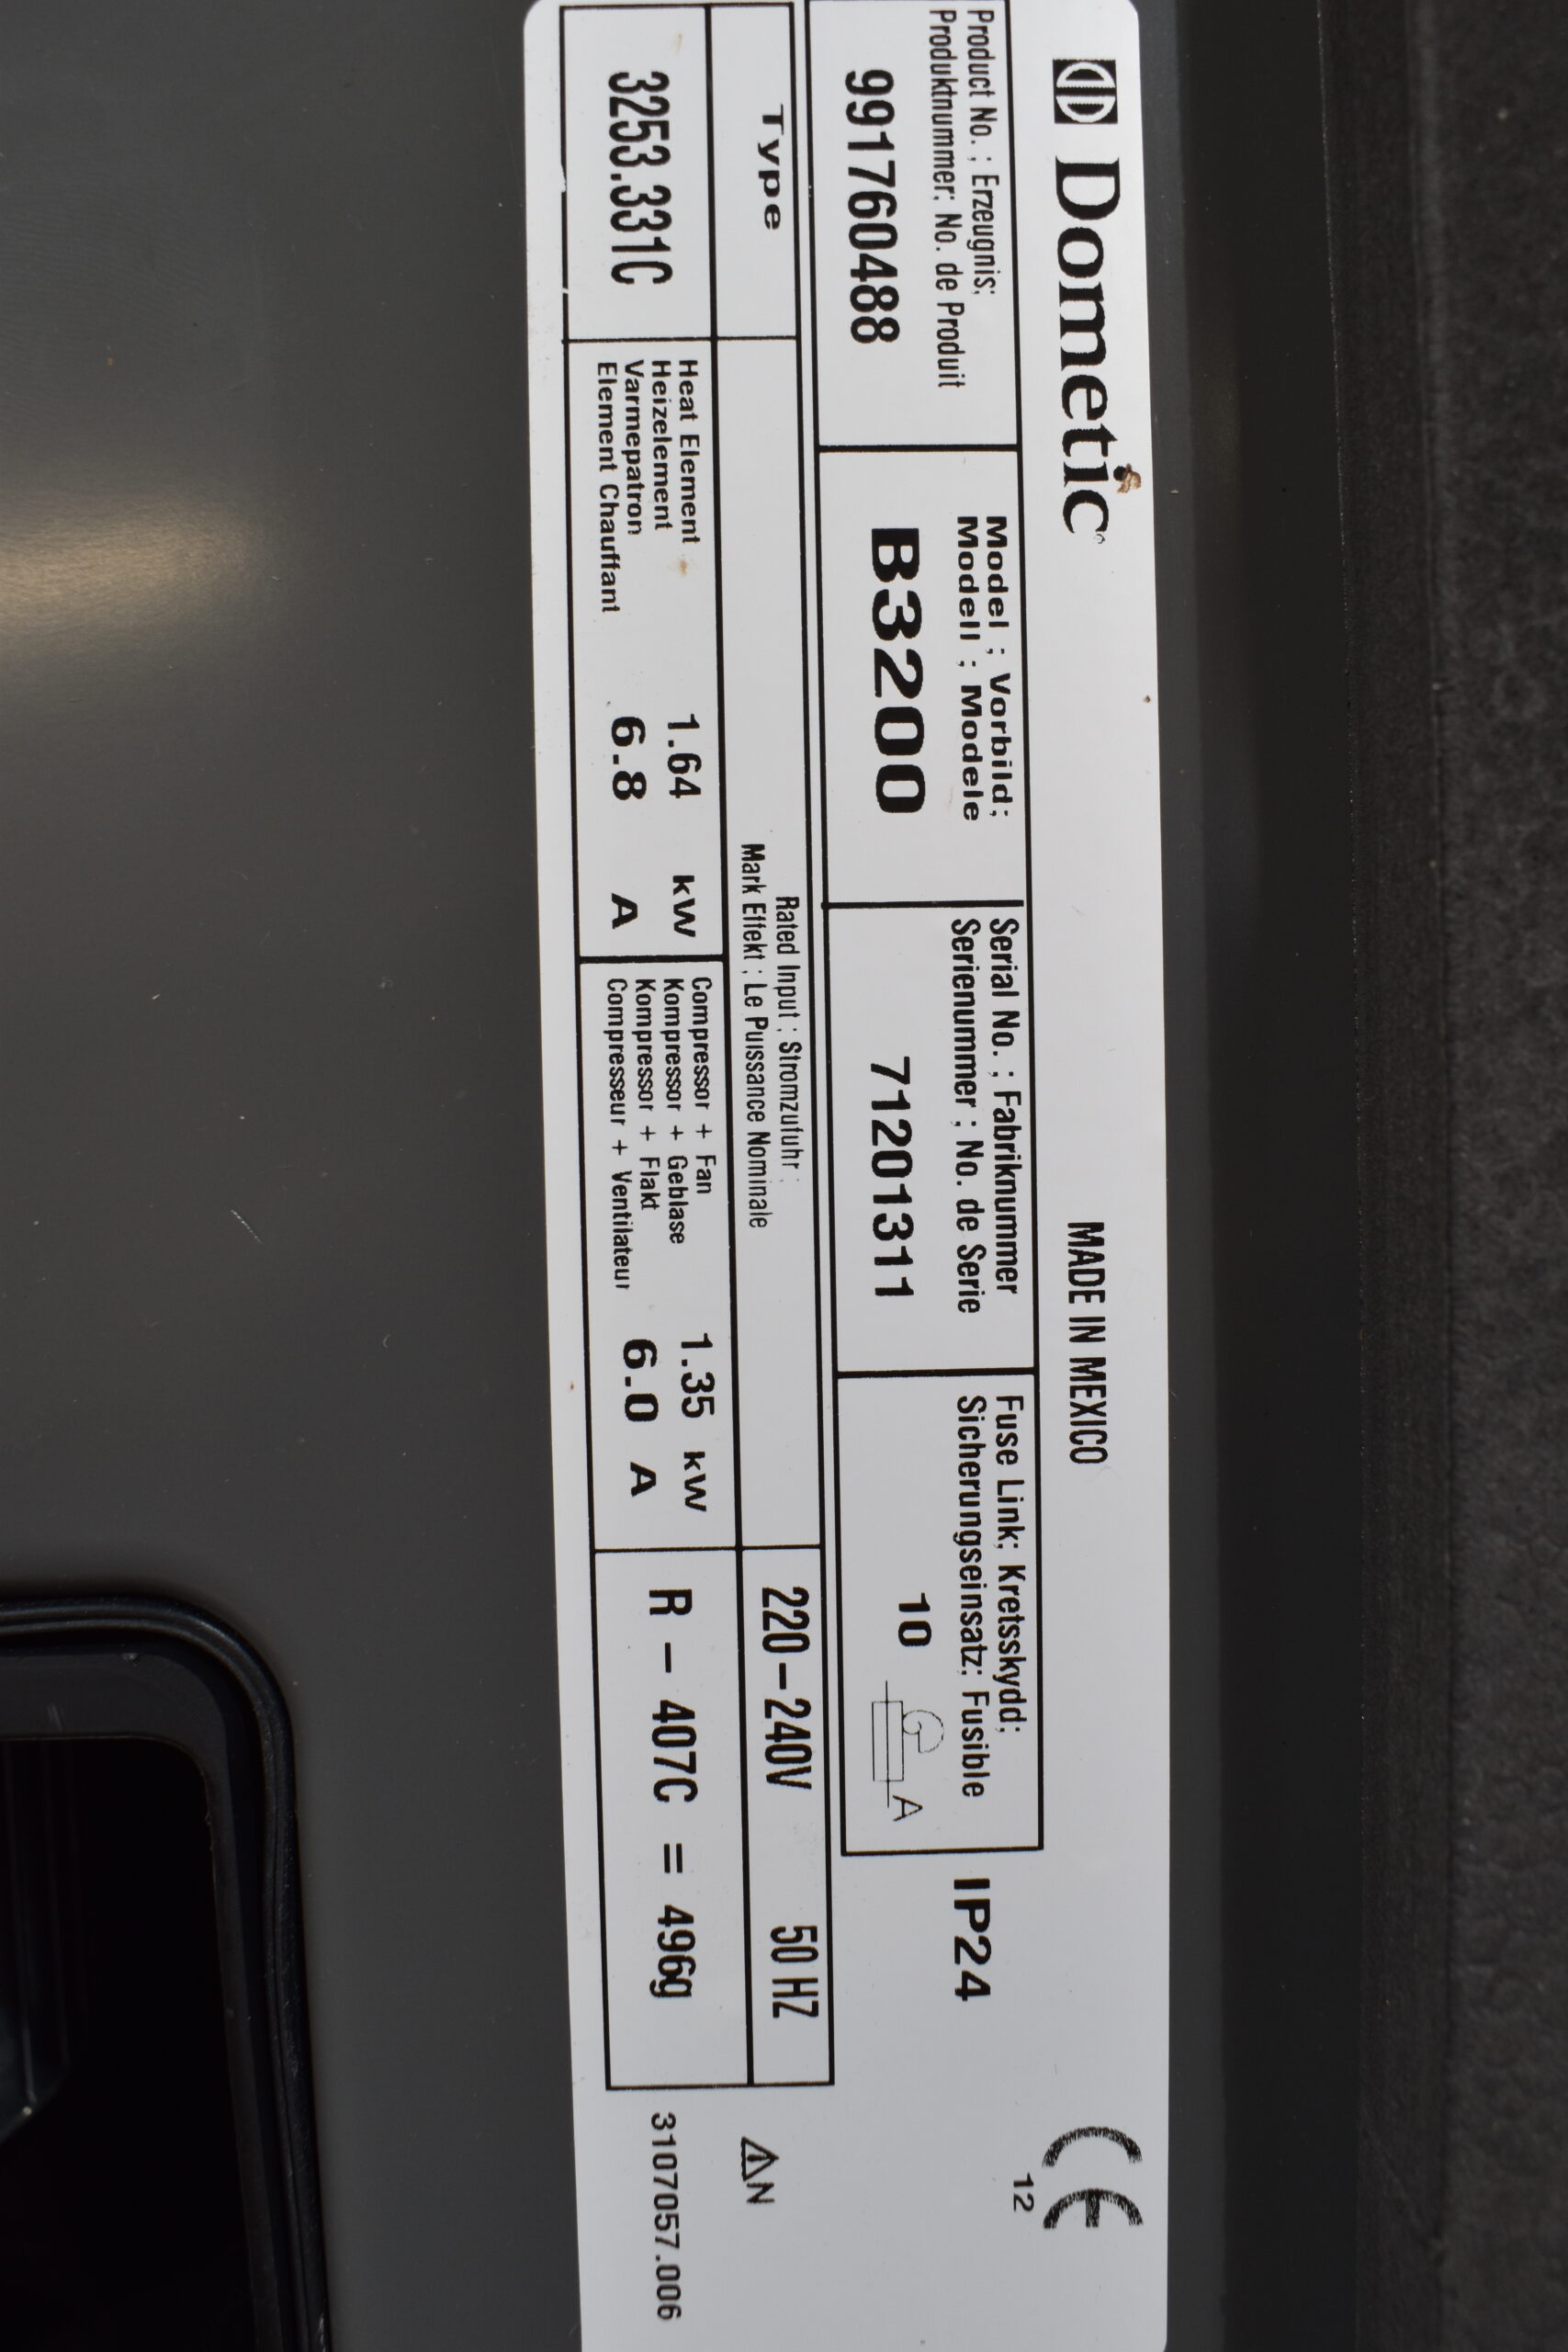 Dometic
MADE IN MEXICO
CE
12
Product No. ; Erzeugnis;
Produktnummer; No. de Produit
991760488
Model ; Vorbild;
Modell ; Modele
B3200
Serial No. ; Fabriknummer
Serienummer ; No. de Serie
71201311
Fuse Link; Kretsskydd;
Sicherungseinsatz; Fusible
10 G A
IP24
Type
Rated Input ; Stromzufuhr ;
Mark Effekt ; Le Puissance Nominale
220-240V 50 HZ
N
3253.331C
Heat Element
Heizelement
Varmepatron
Element Chauffant
1.64 kW
6.8 A
Compressor + Fan
Kompressor + Geblase
Kompressor + Flakt
Compresseur + Ventilateur
1.35 kW
6.0 A
R - 407C = 496g
3107057.006